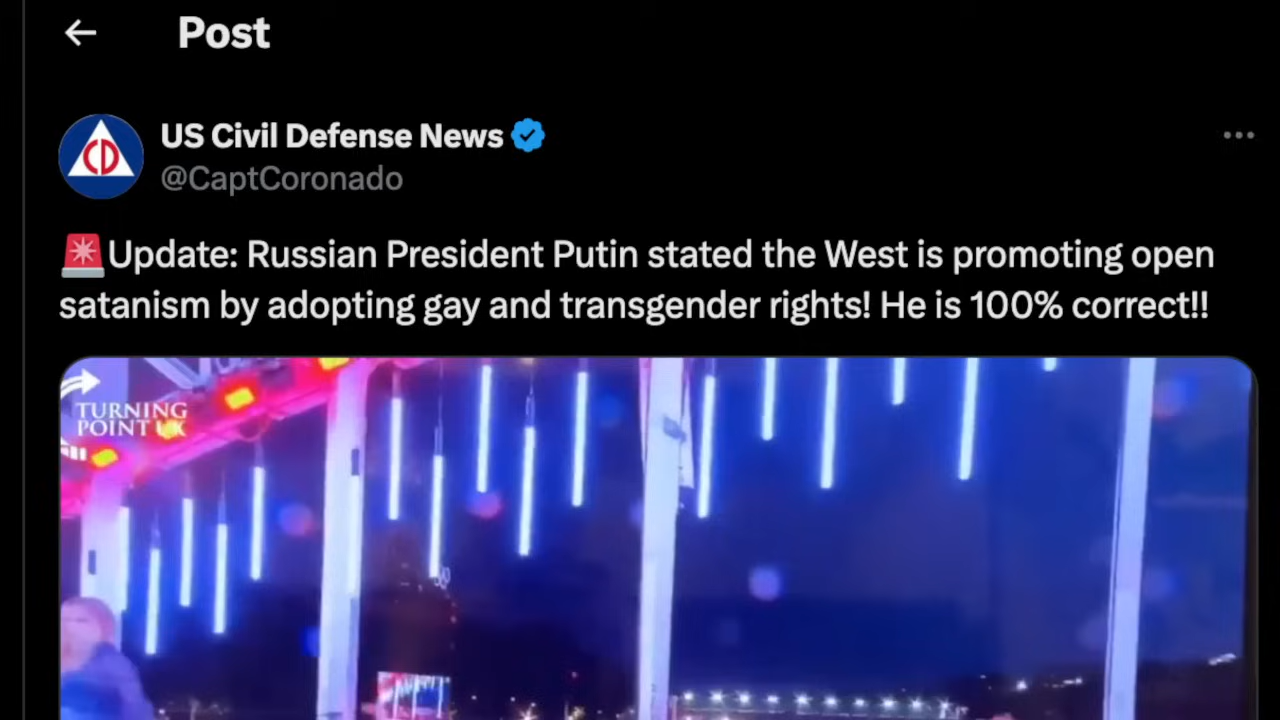 Post
US Civil Defense News
@CaptCoronado
CD
🚨Update: Russian President Putin stated the West is promoting open
satanism by adopting gay and transgender rights! He is 100% correct!!
TURNING
POINT UK